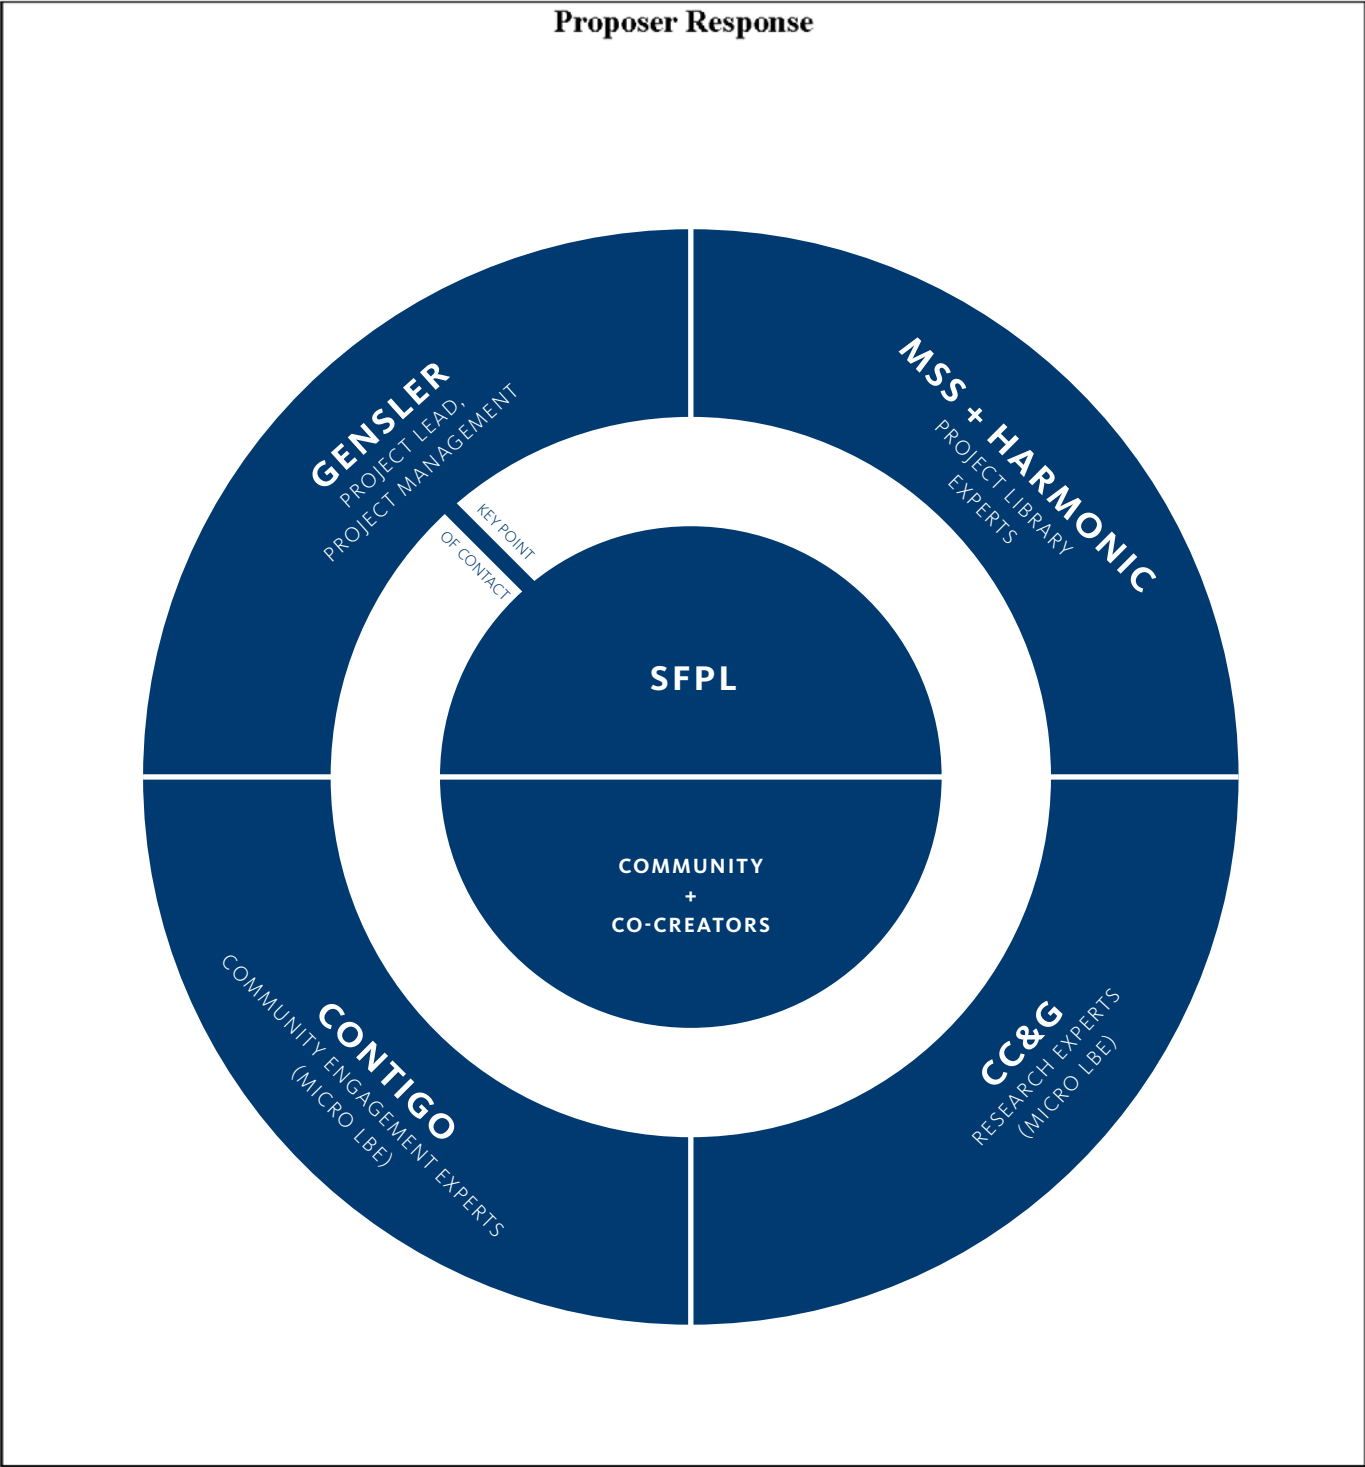 Proposer Response
GENSLER
PROJECT LEAD,
PROJECT MANAGEMENT
MSS + HARMONIC
PROJECT LIBRARY
EXPERTS
KEY POINT
OF CONTACT
SFPL
COMMUNITY
+
CO-CREATORS
CONTIGO
COMMUNITY ENGAGEMENT EXPERTS
(MICRO LBE)
CC&G
RESEARCH EXPERTS
(MICRO LBE)